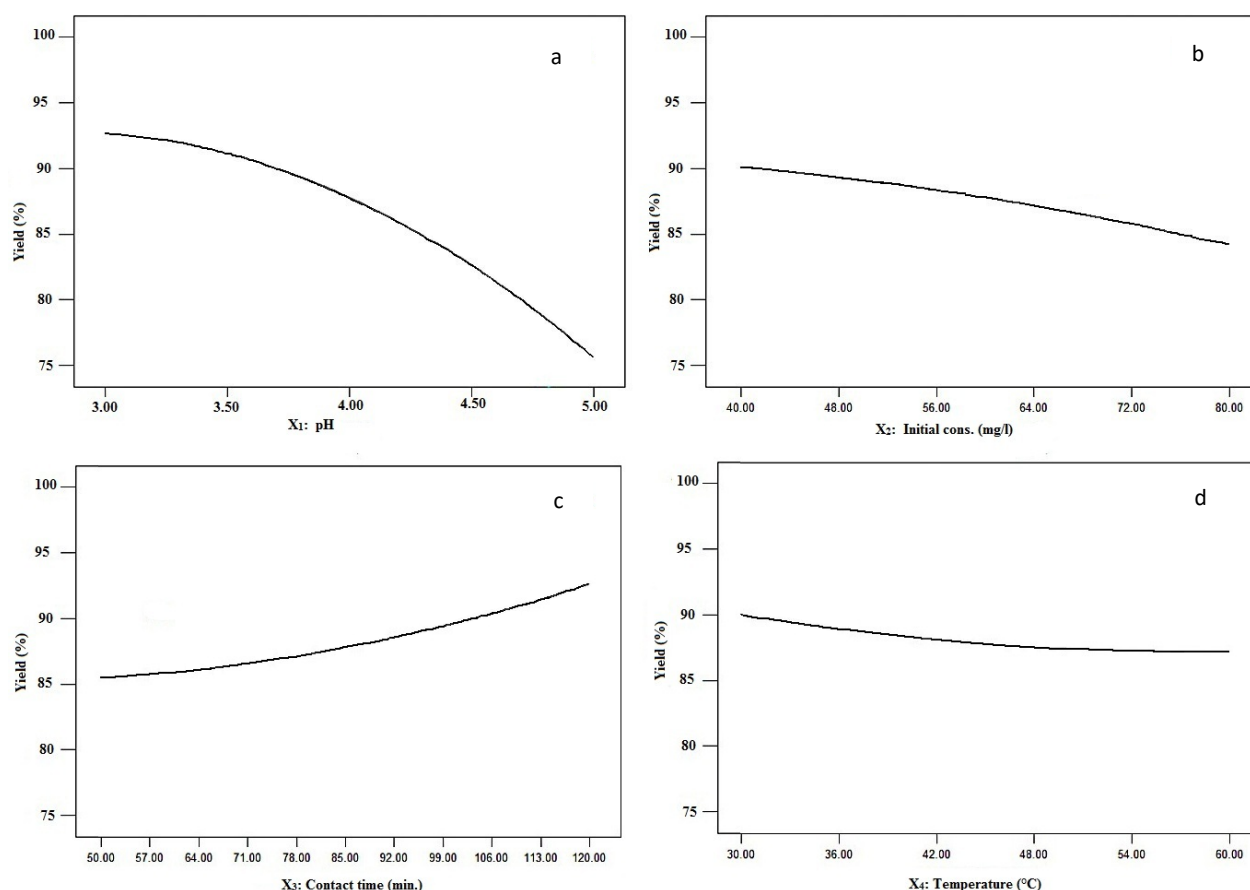 a
100
95
90
85
80
75
Yield (%)
3.00 3.50 4.00 4.50 5.00
X₁: pH
b
100
95
90
85
80
75
Yield (%)
40.00 48.00 56.00 64.00 72.00 80.00
X₂: Initial cons. (mg/l)
c
100
95
90
85
80
75
Yield (%)
50.00 57.00 64.00 71.00 78.00 85.00 92.00 99.00 106.00 113.00 120.00
X₃: Contact time (min.)
d
100
95
90
85
80
75
Yield (%)
30.00 36.00 42.00 48.00 54.00 60.00
X₄: Temperature (°C)